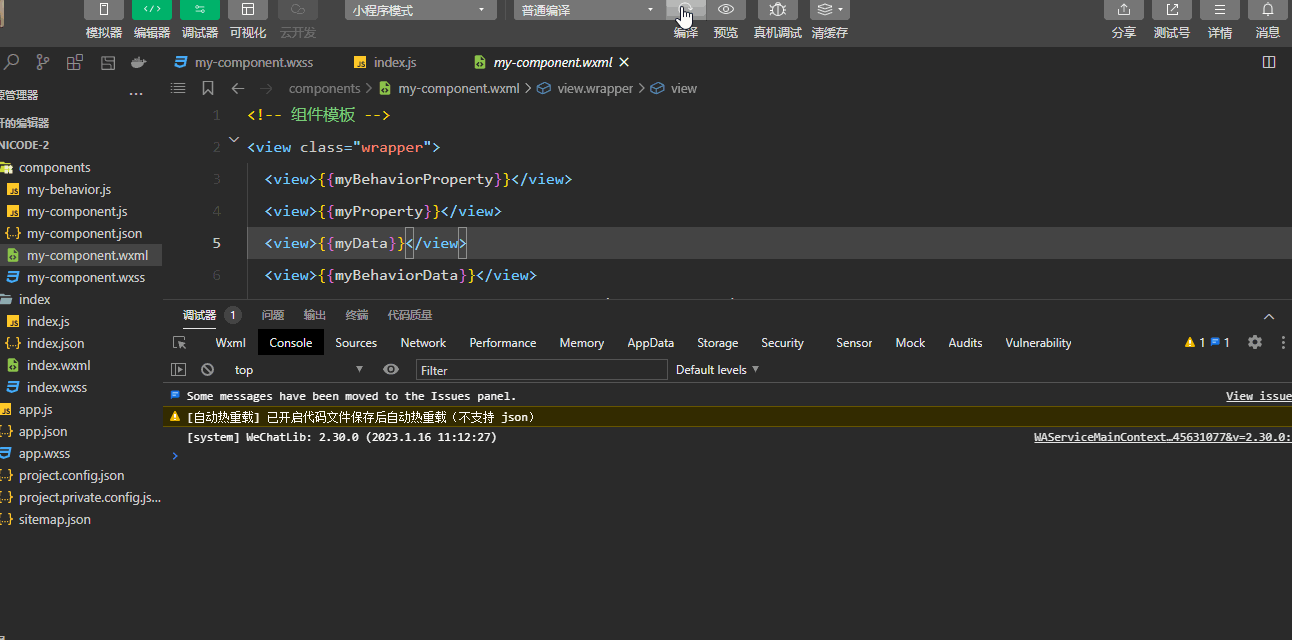 小程序模式
普通编译
模拟器
编辑器
调试器
可视化
云开发
编译
预览
真机调试
清缓存
分享
测试号
详情
消息
my-component.wxss
index.js
my-component.wxml
源管理器
components
my-component.wxml
view.wrapper
view
开的编辑器
NICODE-2
components
my-behavior.js
my-component.js
my-component.json
my-component.wxml
my-component.wxss
index
index.js
index.json
index.wxml
index.wxss
app.js
app.json
app.wxss
project.config.json
project.private.config.js...
sitemap.json
1 <!-- 组件模板 -->
2 <view class="wrapper">
3 <view>{{myBehaviorProperty}}</view>
4 <view>{{myProperty}}</view>
5 <view>{{myData}}</view>
6 <view>{{myBehaviorData}}</view>
调试器 1 问题 输出 终端 代码质量
Wxml Console Sources Network Performance Memory AppData Storage Security Sensor Mock Audits Vulnerability 1 1
top Filter Default levels
Some messages have been moved to the Issues panel. View issue
[自动热重载] 已开启代码文件保存后自动热重载（不支持 json）
[system] WeChatLib: 2.30.0 (2023.1.16 11:12:27) WAServiceMainContext…45631077&v=2.30.0: